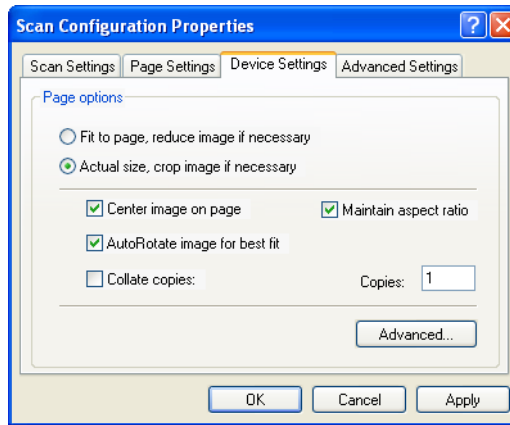 Scan Configuration Properties
Scan Settings Page Settings Device Settings Advanced Settings
Page options
Fit to page, reduce image if necessary
Actual size, crop image if necessary
Center image on page Maintain aspect ratio
AutoRotate image for best fit
Collate copies: Copies: 1
Advanced...
OK Cancel Apply